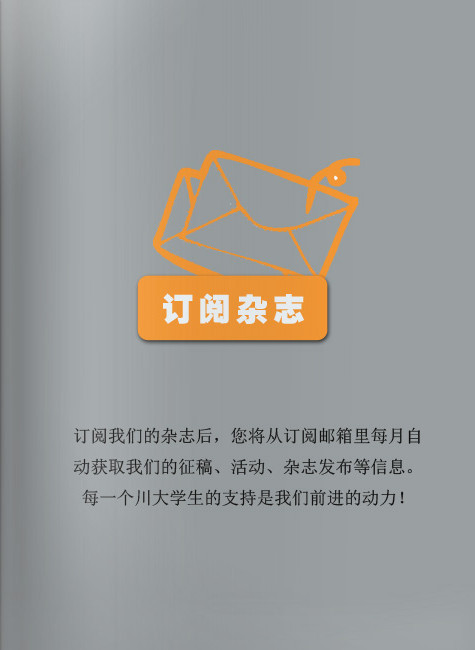 订阅杂志
订阅我们的杂志后，您将从订阅邮箱里每月自
动获取我们的征稿、活动、杂志发布等信息。
每一个川大学生的支持是我们前进的动力！